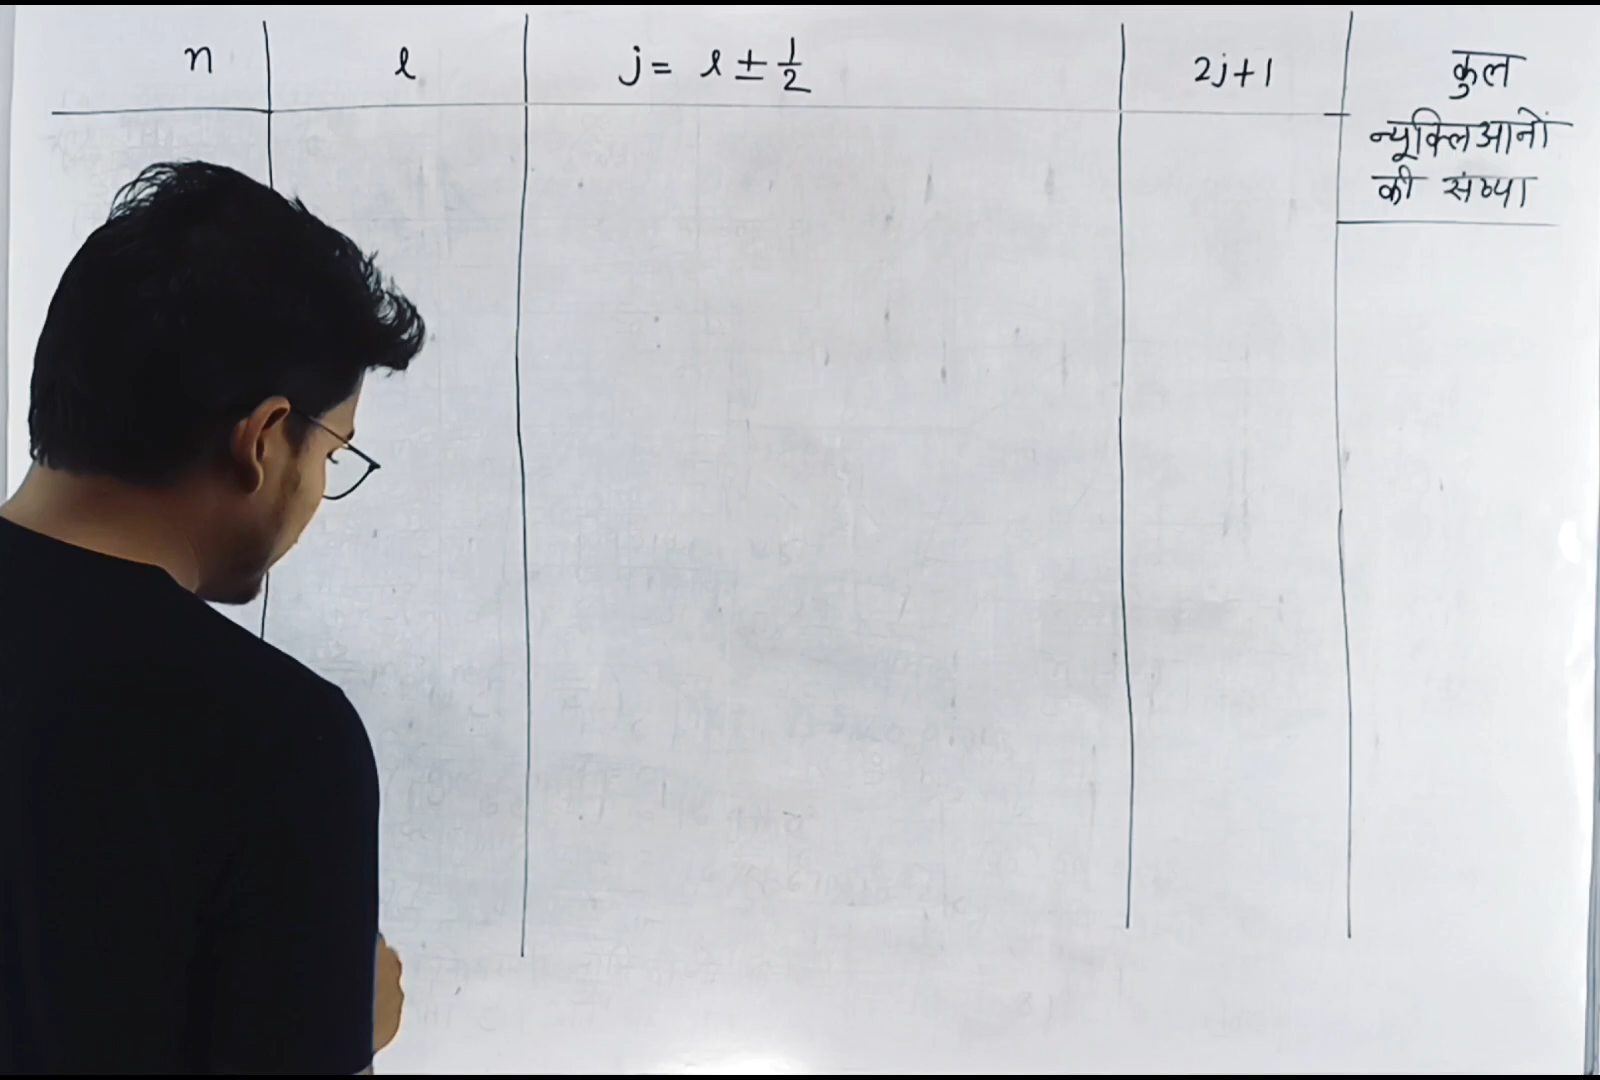 n
l
j = l ± 1/2
2j+1
कुल
न्यूक्लिआनों
की संख्या